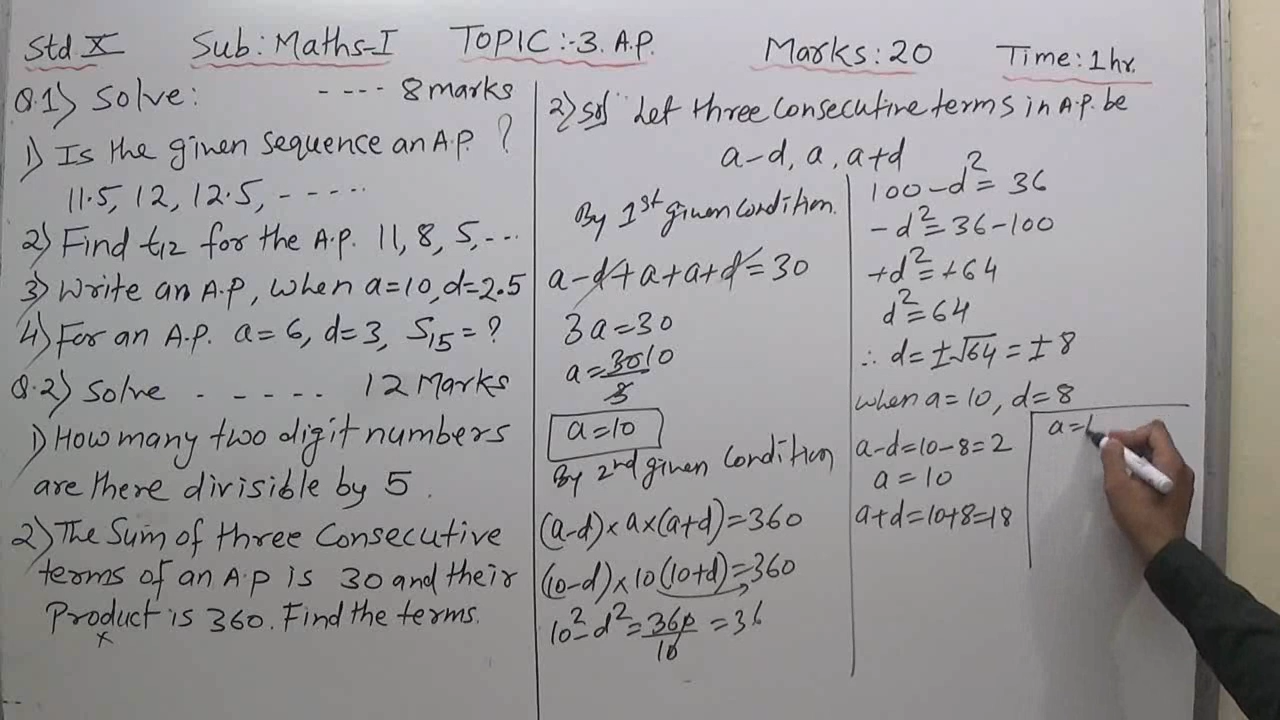 Std X Sub: Maths-I TOPIC:-3. A.P. Marks: 20 Time: 1 hr.
Q.1) Solve: ---- 8 marks
1) Is the given sequence an A.P. ?
11.5, 12, 12.5, -----
2) Find t12 for the A.P. 11, 8, 5, ---
3) Write an A.P, when a=10, d=2.5
4) For an A.P. a=6, d=3, S15=?
Q.2) Solve ----- 12 Marks
1) How many two digit numbers
are there divisible by 5.
2) The Sum of three Consecutive
terms of an A.P is 30 and their
Product is 360. Find the terms.
x
2) Sol Let three consecutive terms in A.P. be
a-d, a, a+d
By 1st given condition.
a-d+a+a+d=30
3a=30
a=30/3 10
a=10
By 2nd given condition
(a-d)×a×(a+d)=360
(10-d)×10(10+d)=360
10²-d²=360/10=36
100-d²=36
-d²=36-100
+d²=+64
d²=64
∴ d=±√64=±8
when a=10, d=8
a-d=10-8=2
a=10
a+d=10+8=18
a=1